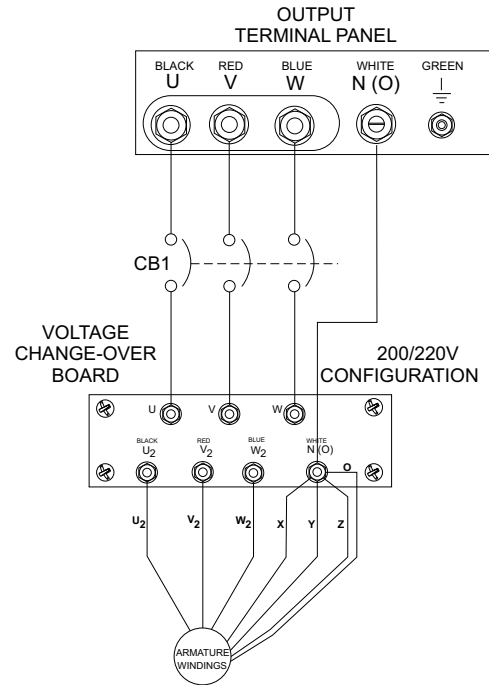 OUTPUT
TERMINAL PANEL
BLACK RED BLUE WHITE GREEN
U V W N (O)
CB1
VOLTAGE
CHANGE-OVER
BOARD
200/220V
CONFIGURATION
U V W
BLACK RED BLUE WHITE
U2 V2 W2 N (O)
O
U2 V2 W2 X Y Z
ARMATURE
WINDINGS